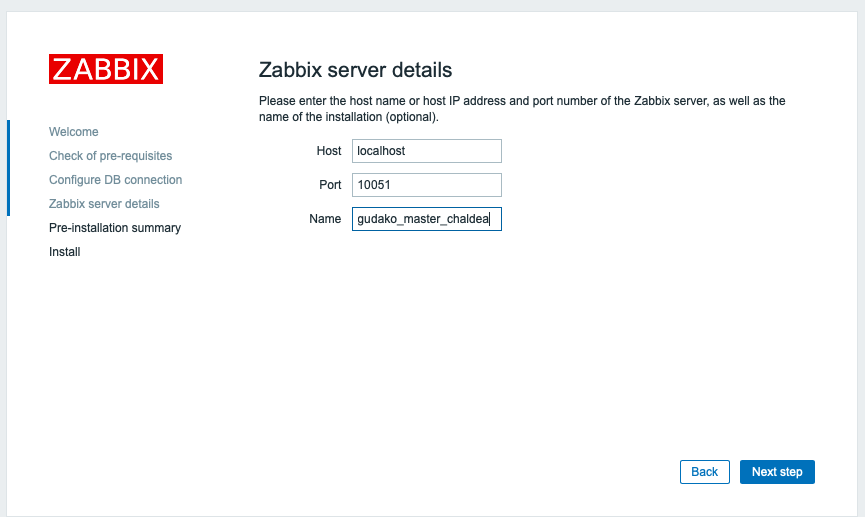 ZABBIX
Welcome
Check of pre-requisites
Configure DB connection
Zabbix server details
Pre-installation summary
Install
Zabbix server details
Please enter the host name or host IP address and port number of the Zabbix server, as well as the
name of the installation (optional).
Host localhost
Port 10051
Name gudako_master_chaldea
Back Next step